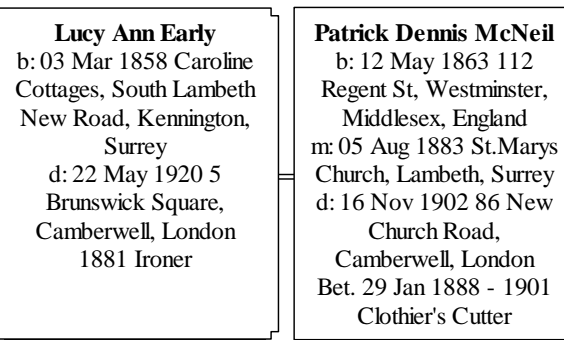 Lucy Ann Early
b: 03 Mar 1858 Caroline
Cottages, South Lambeth
New Road, Kennington,
Surrey
d: 22 May 1920 5
Brunswick Square,
Camberwell, London
1881 Ironer
Patrick Dennis McNeil
b: 12 May 1863 112
Regent St, Westminster,
Middlesex, England
m: 05 Aug 1883 St.Marys
Church, Lambeth, Surrey
d: 16 Nov 1902 86 New
Church Road,
Camberwell, London
Bet. 29 Jan 1888 - 1901
Clothier's Cutter